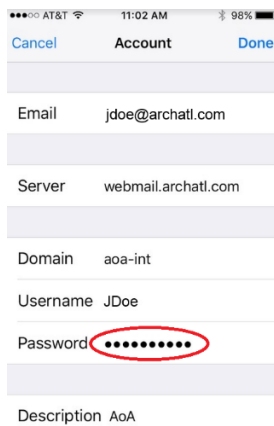 AT&T 11:02 AM 98%
Cancel Account Done
Email jdoe@archatl.com
Server webmail.archatl.com
Domain aoa-int
Username JDoe
Password ●●●●●●●●●●
Description AoA